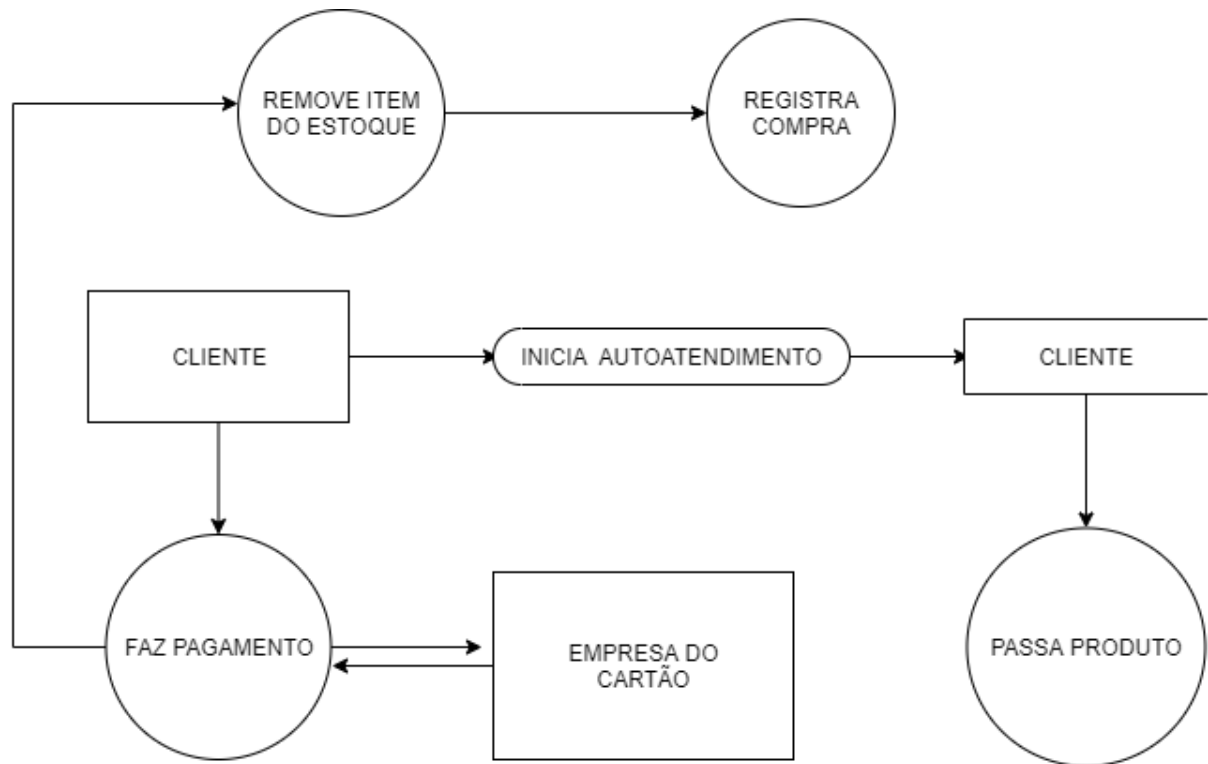 REMOVE ITEM
DO ESTOQUE
REGISTRA
COMPRA
CLIENTE
INICIA AUTOATENDIMENTO
CLIENTE
FAZ PAGAMENTO
EMPRESA DO
CARTÃO
PASSA PRODUTO